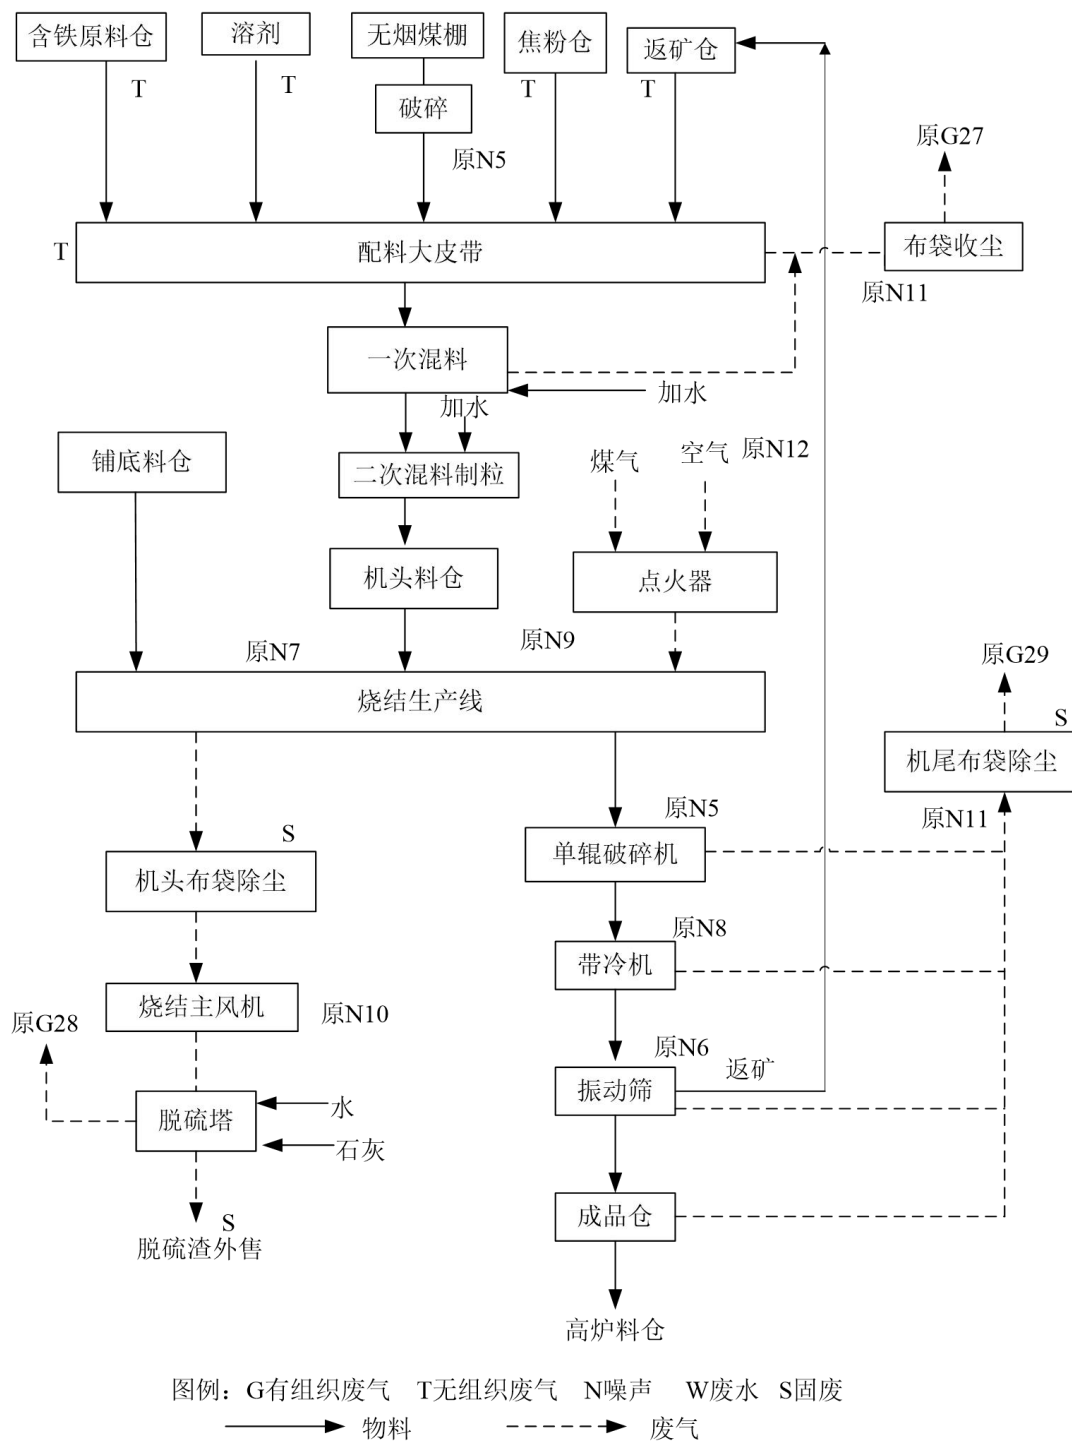 含铁原料仓
溶剂
无烟煤棚
焦粉仓
返矿仓
T
T
T
T
破碎
原N5
原G27
T
配料大皮带
布袋收尘
原N11
一次混料
加水
加水
铺底料仓
二次混料制粒
煤气
空气
原N12
机头料仓
点火器
原N7
原N9
原G29
烧结生产线
S
机尾布袋除尘
原N5
原N11
S
单辊破碎机
机头布袋除尘
原N8
带冷机
烧结主风机
原N10
原G28
原N6
返矿
振动筛
脱硫塔
水
石灰
S
成品仓
脱硫渣外售
高炉料仓
图例：G有组织废气 T无组织废气 N噪声 W废水 S固废
物料 废气